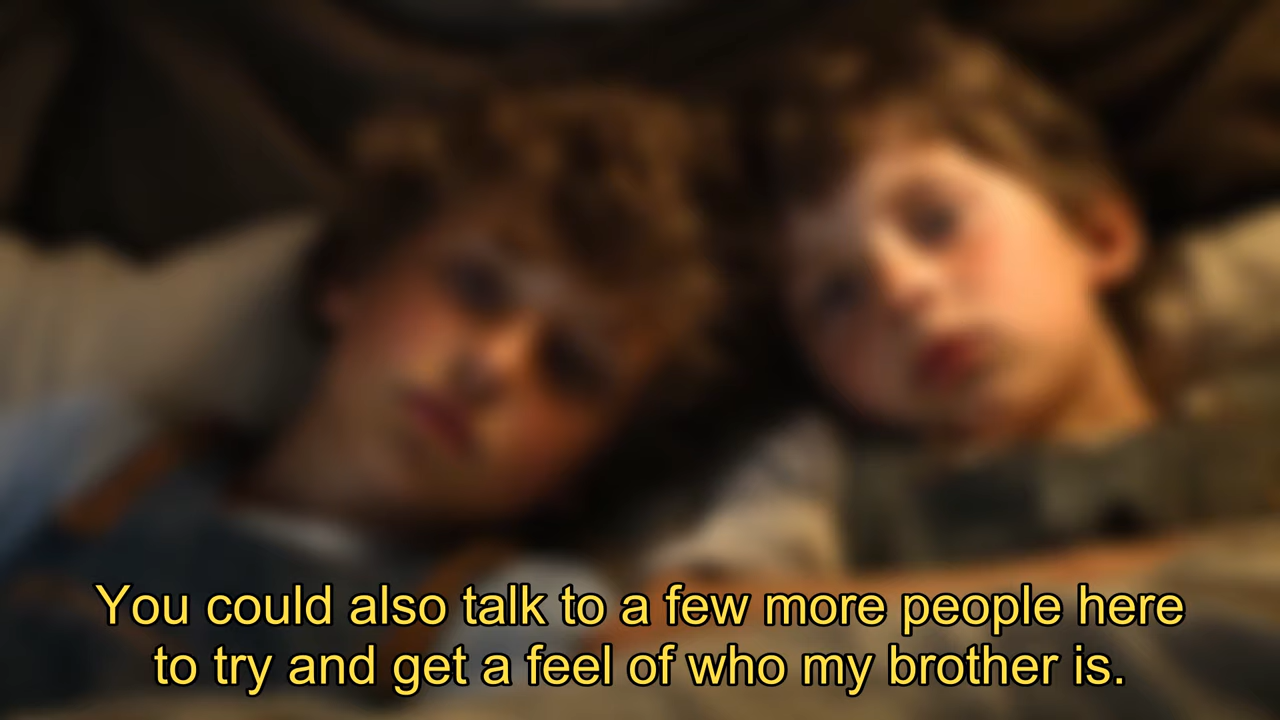 You could also talk to a few more people here
to try and get a feel of who my brother is.